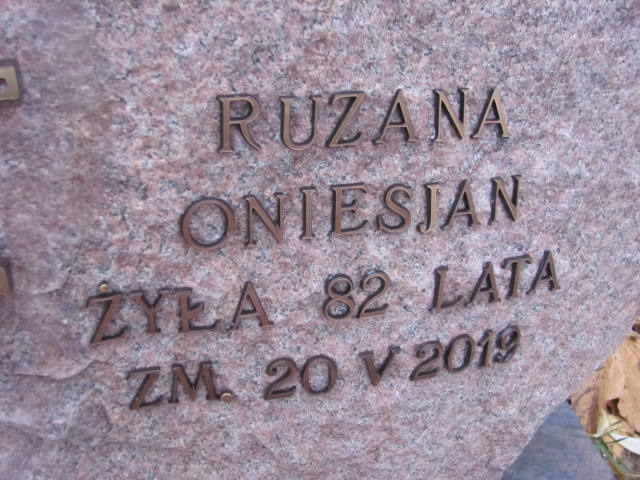 RUZANA
ONIESJAN
ŻYŁA 82 LATA
ZM. 20 V 2019